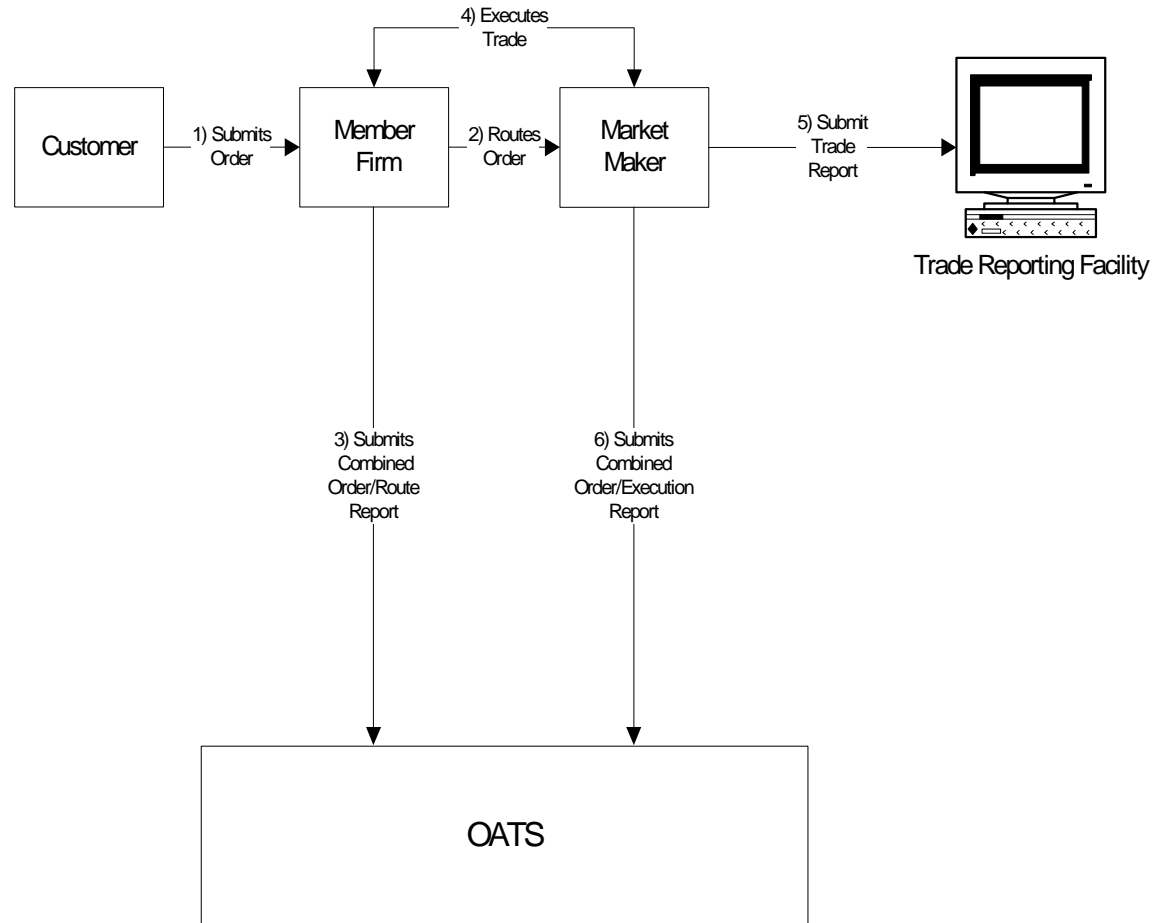 4) Executes
Trade
Customer
1) Submits
Order
Member
Firm
2) Routes
Order
Market
Maker
5) Submit
Trade
Report
Trade Reporting Facility
3) Submits
Combined
Order/Route
Report
6) Submits
Combined
Order/Execution
Report
OATS